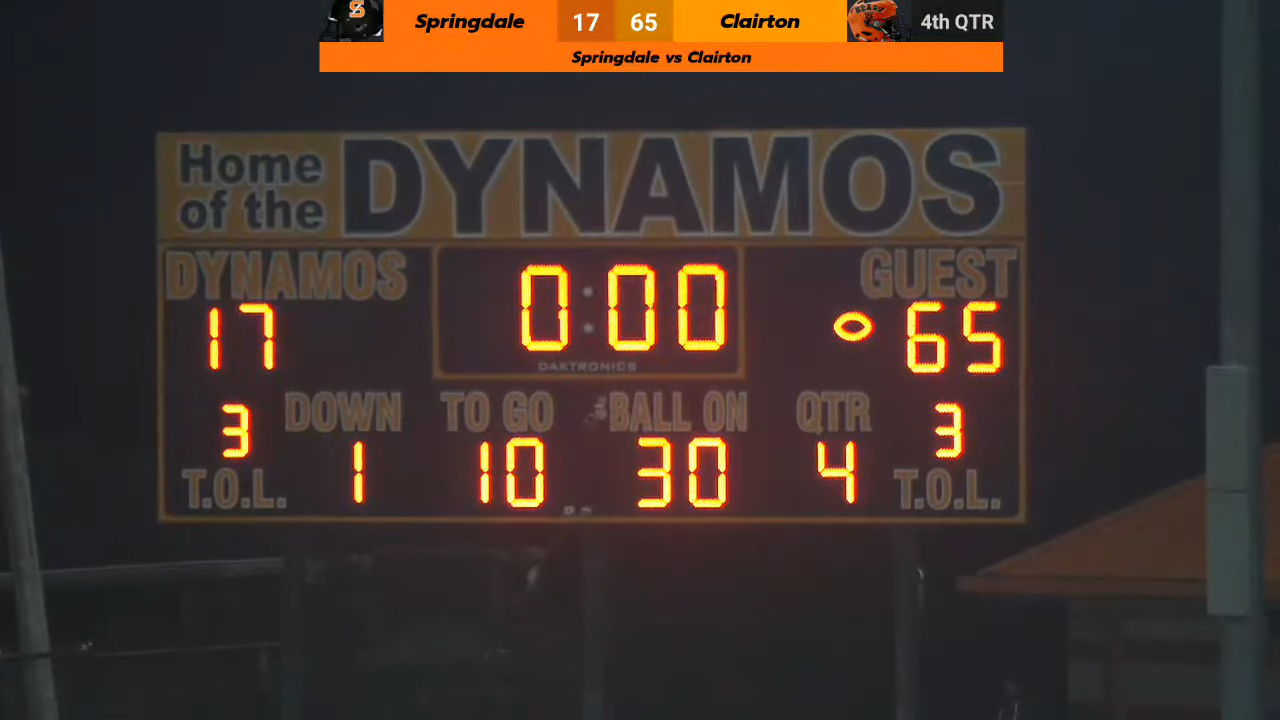 S Springdale 17 65 Clairton 4th QTR
Springdale vs Clairton
Home of the DYNAMOS
DYNAMOS 0:00 GUEST
17 65
DAKTRONICS
DOWN TO GO BALL ON QTR
3 1 10 30 4 3
T.O.L. T.O.L.